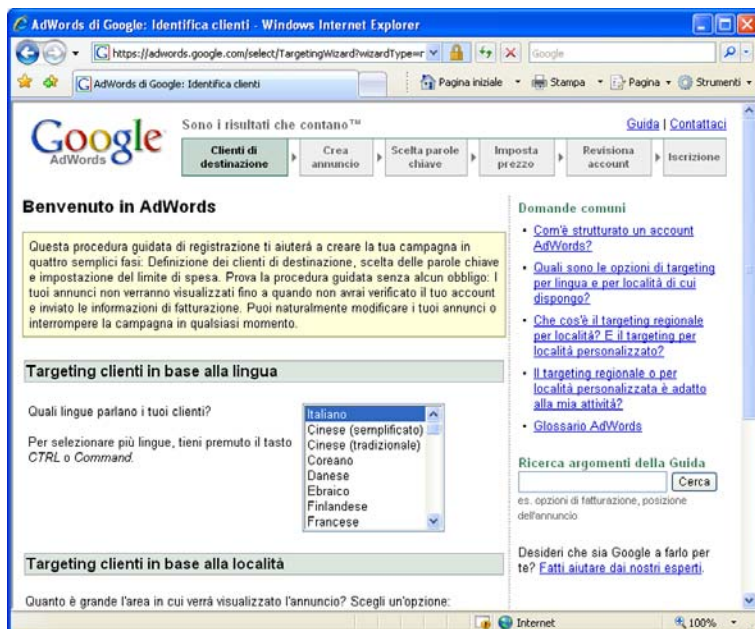 AdWords di Google: Identifica clienti - Windows Internet Explorer
https://adwords.google.com/select/TargetingWizard?wizardType=r
Google
AdWords di Google: Identifica clienti
Pagina iniziale
Stampa
Pagina
Strumenti
Google
AdWords
Sono i risultati che contano™
Guida | Contattaci
Clienti di
destinazione
Crea
annuncio
Scelta parole
chiave
Imposta
prezzo
Revisiona
account
Iscrizione
Benvenuto in AdWords
Questa procedura guidata di registrazione ti aiuterà a creare la tua campagna in
quattro semplici fasi: Definizione dei clienti di destinazione, scelta delle parole chiave
e impostazione del limite di spesa. Prova la procedura guidata senza alcun obbligo: I
tuoi annunci non verranno visualizzati fino a quando non avrai verificato il tuo account
e inviato le informazioni di fatturazione. Puoi naturalmente modificare i tuoi annunci o
interrompere la campagna in qualsiasi momento.
Targeting clienti in base alla lingua
Quali lingue parlano i tuoi clienti?
Per selezionare più lingue, tieni premuto il tasto
CTRL o Command.
Italiano
Cinese (semplificato)
Cinese (tradizionale)
Coreano
Danese
Ebraico
Finlandese
Francese
Targeting clienti in base alla località
Quanto è grande l'area in cui verrà visualizzato l'annuncio? Scegli un'opzione:
Domande comuni
Com'è strutturato un account
AdWords?
Quali sono le opzioni di targeting
per lingua e per località di cui
dispongo?
Che cos'è il targeting regionale
per località? E il targeting per
località personalizzato?
Il targeting regionale o per
località personalizzata è adatto
alla mia attività?
Glossario AdWords
Ricerca argomenti della Guida
Cerca
es. opzioni di fatturazione, posizione
dell'annuncio
Desideri che sia Google a farlo per
te? Fatti aiutare dai nostri esperti.
Internet
100%